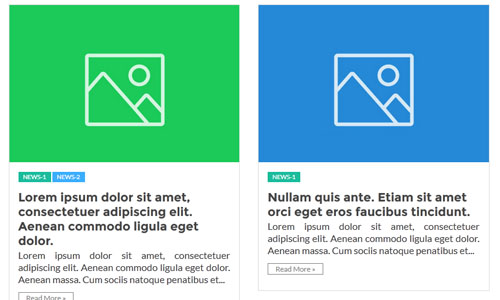 NEWS-1 NEWS-2
Lorem ipsum dolor sit amet,
consectetuer adipiscing elit.
Aenean commodo ligula eget
dolor.
Lorem ipsum dolor sit amet, consectetuer
adipiscing elit. Aenean commodo ligula eget
dolor. Aenean massa. Cum sociis natoque
penatibus et...
Read More »
NEWS-1
Nullam quis ante. Etiam sit amet
orci eget eros faucibus tincidunt.
Lorem ipsum dolor sit amet, consectetuer
adipiscing elit. Aenean commodo ligula eget dolor.
Aenean massa. Cum sociis natoque penatibus et...
Read More »